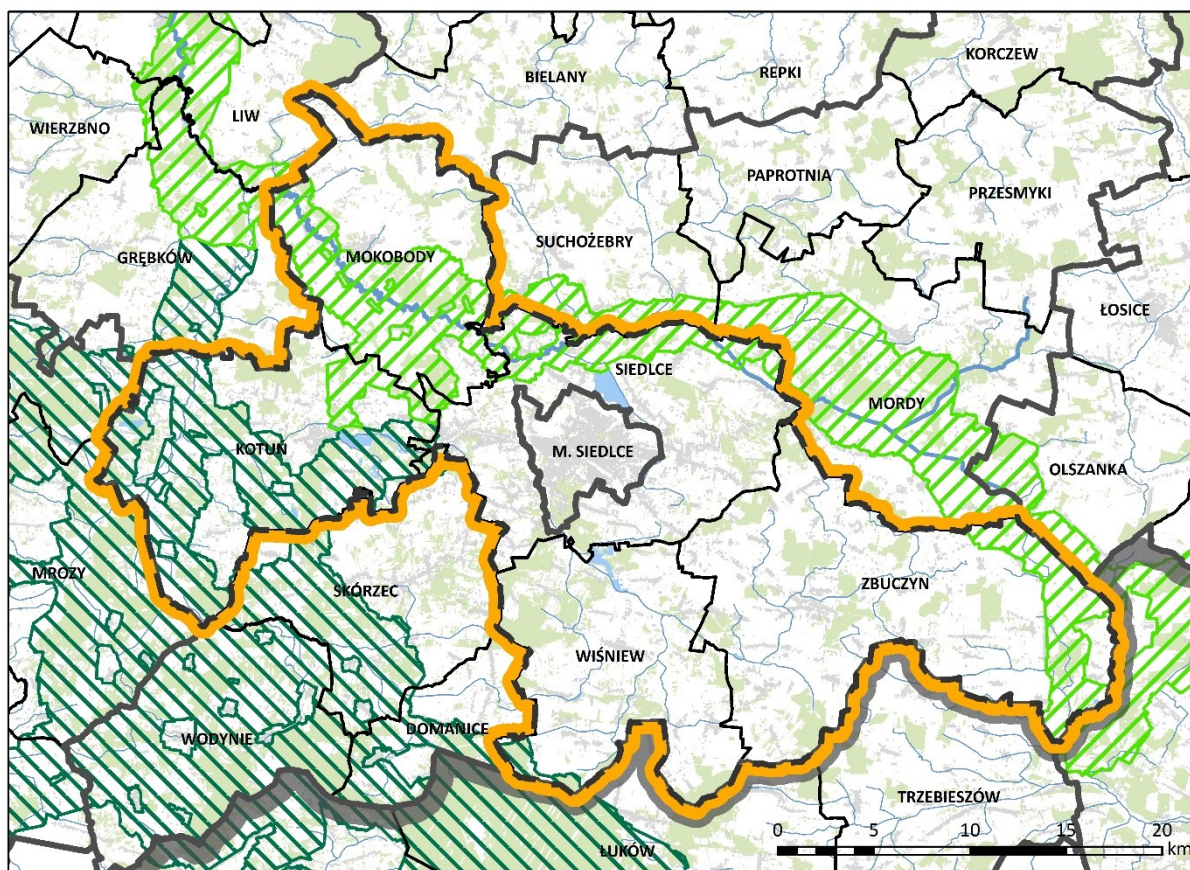 KORCZEW
REPKI
BIELANY
LIW
WIERZBNO
PAPROTNIA
PRZESMYKI
SUCHOŻEBRY
GRĘBKÓW
MOKOBODY
ŁOSICE
SIEDLCE
MORDY
KOTUŃ
M. SIEDLCE
OLSZANKA
MROZY
SKÓRZEC
ZBUCZYN
WIŚNIEW
WODYNIE
DOMANICE
TRZEBIESZÓW
ŁUKÓW
0 5 10 15 20
km